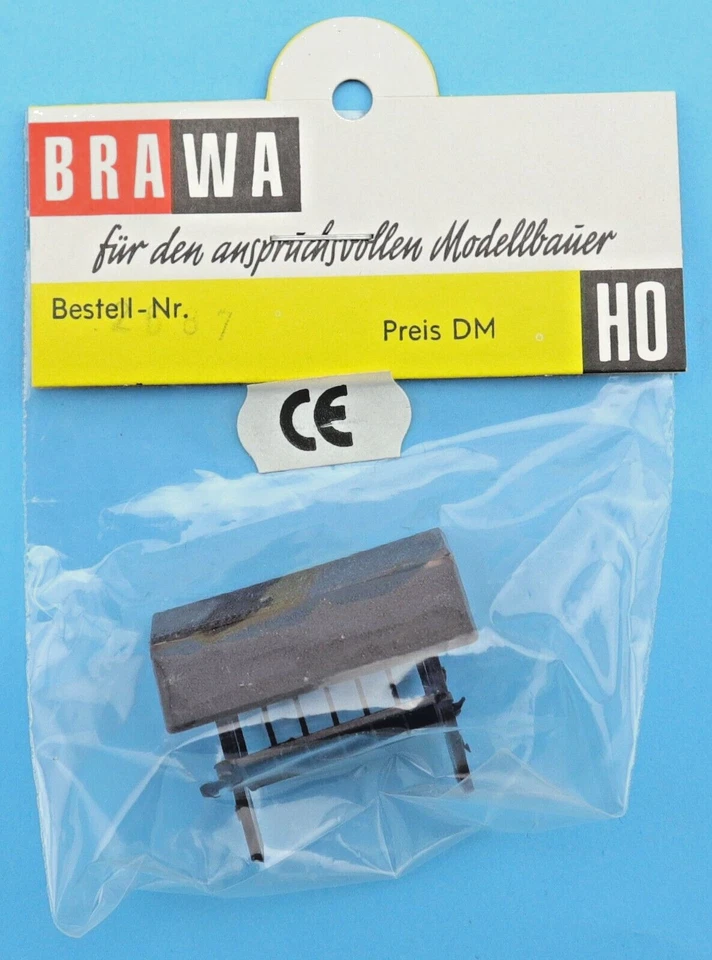 BRAWA
für den anspruchsvollen Modellbauer
Bestell-Nr.
Preis DM
HO
CE